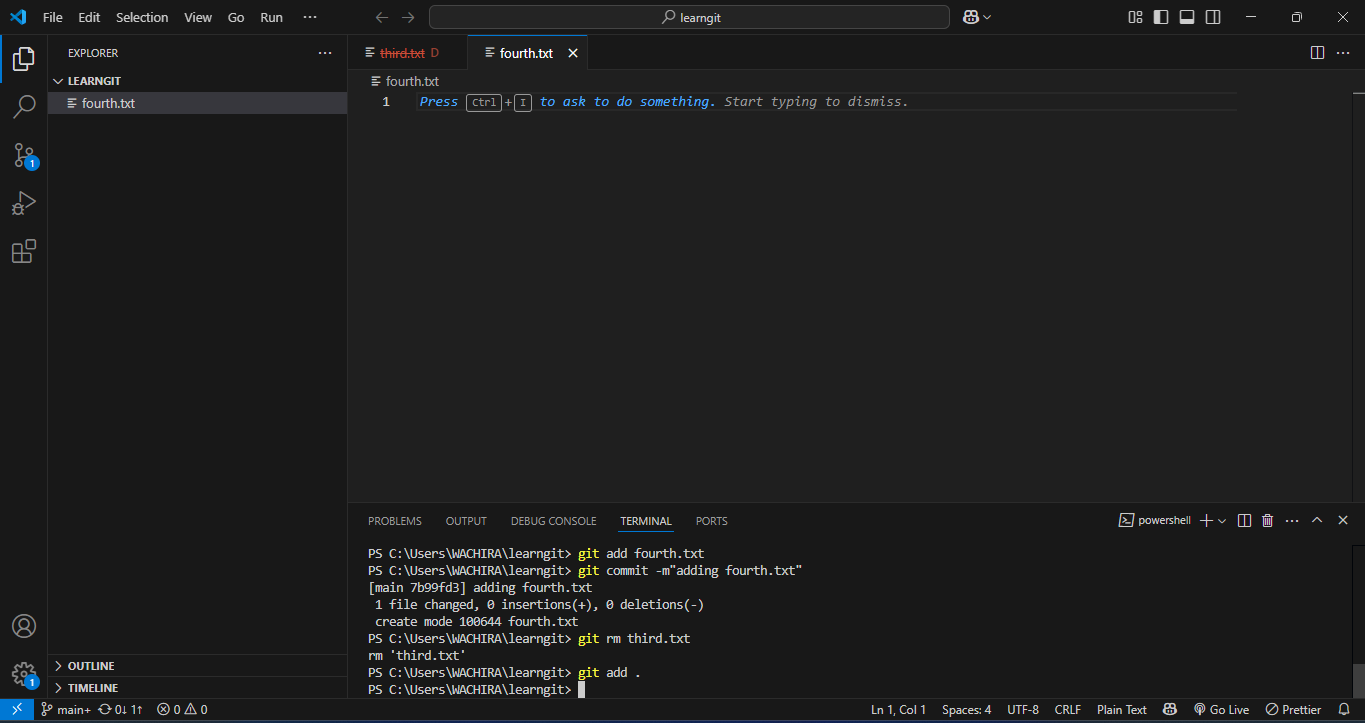 File Edit Selection View Go Run ···
learngit
EXPLORER ···
LEARNGIT
fourth.txt
1
1
third.txt D
fourth.txt
···
fourth.txt
1 Press Ctrl + I to ask to do something. Start typing to dismiss.
PROBLEMS OUTPUT DEBUG CONSOLE TERMINAL PORTS
powershell ···
PS C:\Users\WACHIRA\learngit> git add fourth.txt
PS C:\Users\WACHIRA\learngit> git commit -m"adding fourth.txt"
[main 7b99fd3] adding fourth.txt
1 file changed, 0 insertions(+), 0 deletions(-)
create mode 100644 fourth.txt
PS C:\Users\WACHIRA\learngit> git rm third.txt
rm 'third.txt'
PS C:\Users\WACHIRA\learngit> git add .
PS C:\Users\WACHIRA\learngit>
OUTLINE
TIMELINE
main+ 0↓ 1↑ 0 0 Ln 1, Col 1 Spaces: 4 UTF-8 CRLF Plain Text Go Live Prettier